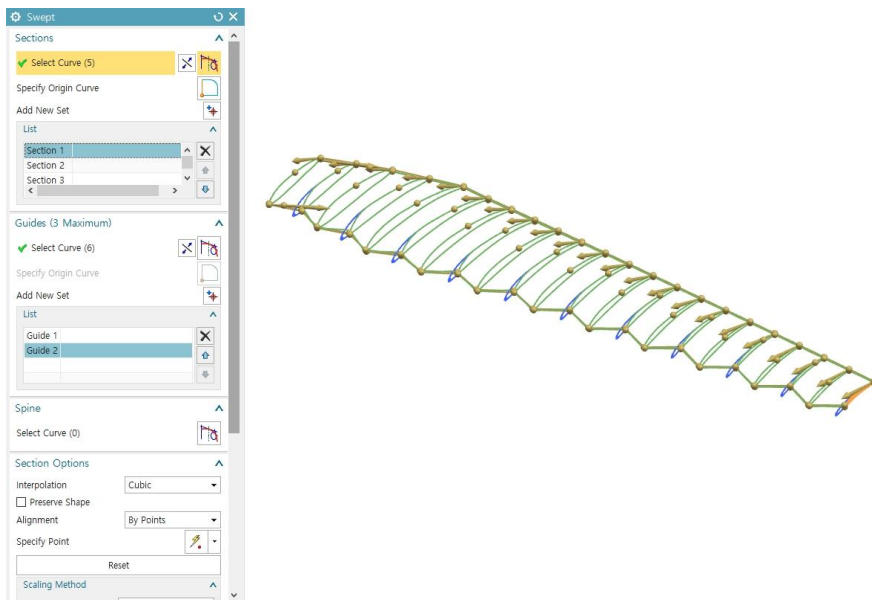 Swept
Sections
Select Curve (5)
Specify Origin Curve
Add New Set
List
Section 1
Section 2
Section 3
Guides (3 Maximum)
Select Curve (6)
Specify Origin Curve
Add New Set
List
Guide 1
Guide 2
Spine
Select Curve (0)
Section Options
Interpolation Cubic
Preserve Shape
Alignment By Points
Specify Point
Reset
Scaling Method